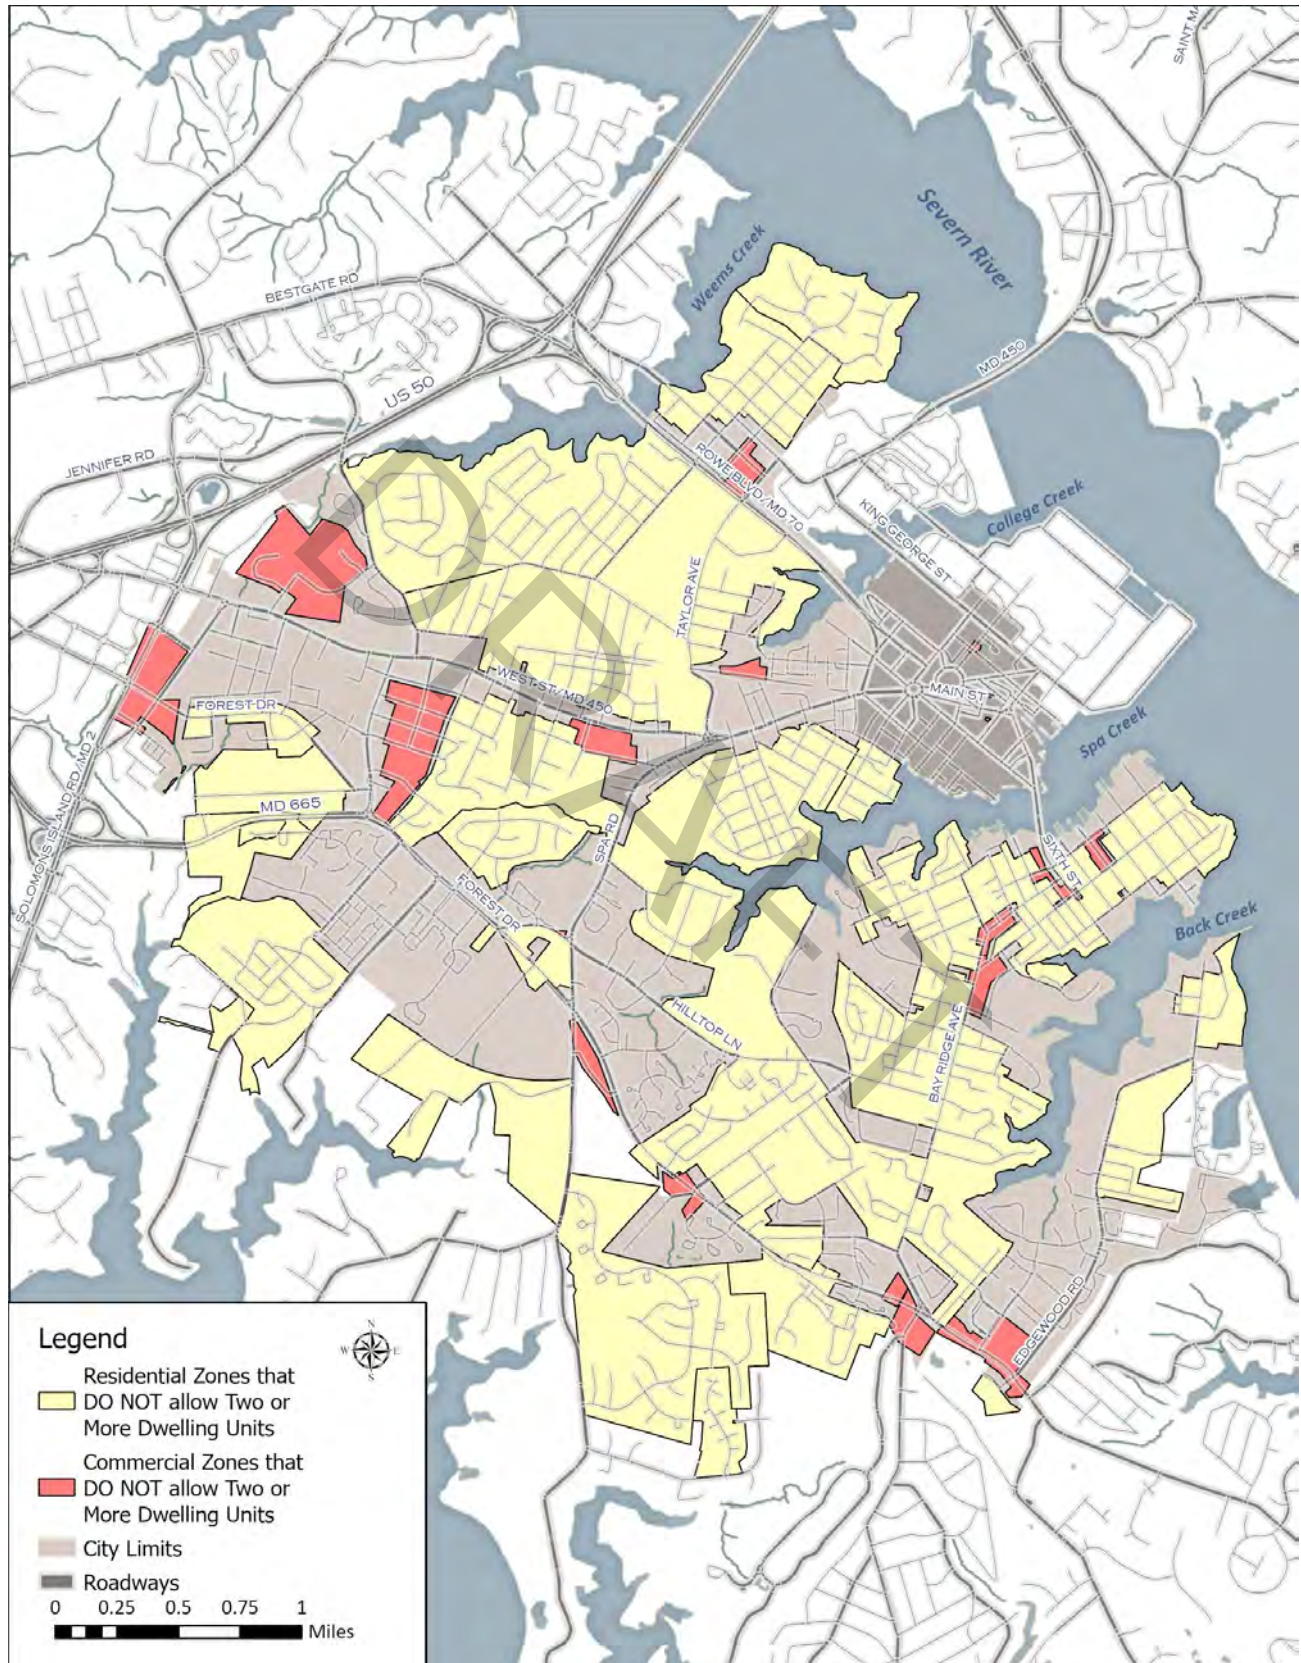 SAINT MA
Severn River
Weems Creek
BESTGATE RD
MD 450
US 50
JENNIFER RD
ROWE BLVD/MD 70
KING GEORGE ST
College Creek
TAYLOR AVE
WEST ST/MD 450
MAIN ST
FOREST DR
Spa Creek
SOLOMONS ISLAND RD/MD 2
MD 665
SPA RD
SIXTH ST
FOREST DR
Back Creek
HILLTOP LN
BAY RIDGE AVE
EDGEWOOD RD
DRAFT
Legend
N
W E
S
Residential Zones that
DO NOT allow Two or
More Dwelling Units
Commercial Zones that
DO NOT allow Two or
More Dwelling Units
City Limits
Roadways
0 0.25 0.5 0.75 1
Miles